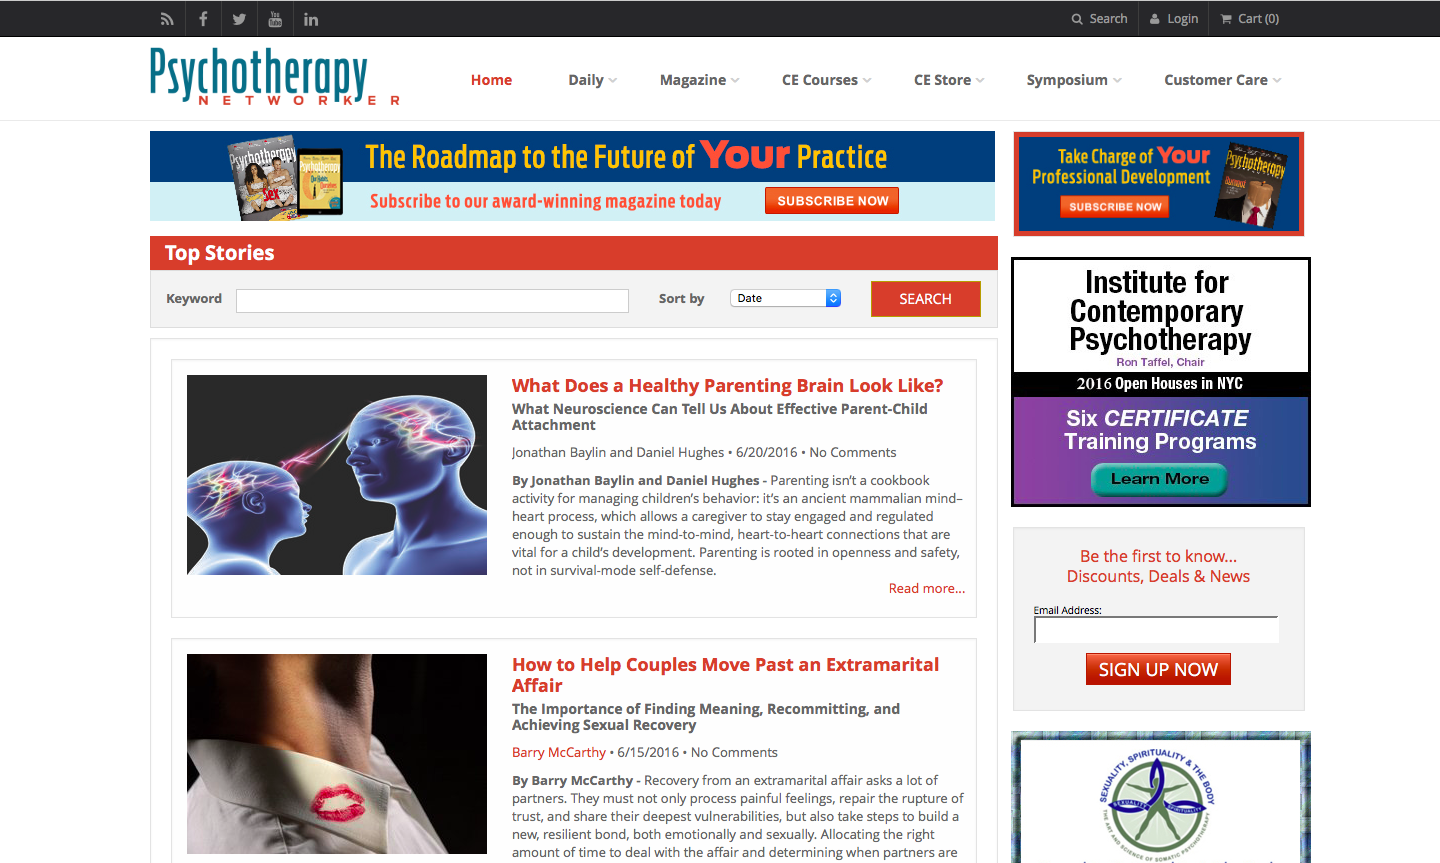 You
Tube
Search
Login
Cart (0)
Psychotherapy
NETWORKER
Home
Daily
Magazine
CE Courses
CE Store
Symposium
Customer Care
Psychotherapy
Sex
The Roadmap to the Future of Your Practice
Subscribe to our award-winning magazine today
SUBSCRIBE NOW
Take Charge of Your
Professional Development
SUBSCRIBE NOW
Psychotherapy
Top Stories
Keyword
Sort by
Date
SEARCH
What Does a Healthy Parenting Brain Look Like?
What Neuroscience Can Tell Us About Effective Parent-Child
Attachment
Jonathan Baylin and Daniel Hughes • 6/20/2016 • No Comments
By Jonathan Baylin and Daniel Hughes - Parenting isn’t a cookbook
activity for managing children’s behavior: it’s an ancient mammalian mind–
heart process, which allows a caregiver to stay engaged and regulated
enough to sustain the mind-to-mind, heart-to-heart connections that are
vital for a child’s development. Parenting is rooted in openness and safety,
not in survival-mode self-defense.
Read more...
How to Help Couples Move Past an Extramarital
Affair
The Importance of Finding Meaning, Recommitting, and
Achieving Sexual Recovery
Barry McCarthy • 6/15/2016 • No Comments
By Barry McCarthy - Recovery from an extramarital affair asks a lot of
partners. They must not only process painful feelings, repair the rupture of
trust, and share their deepest vulnerabilities, but also take steps to build a
new, resilient bond, both emotionally and sexually. Allocating the right
amount of time to deal with the affair and determining when partners are
Institute for
Contemporary
Psychotherapy
Ron Taffel, Chair
2016 Open Houses in NYC
Six CERTIFICATE
Training Programs
Learn More
Be the first to know...
Discounts, Deals & News
Email Address:
SIGN UP NOW
SEXUALITY, SPIRITUALITY & THE BODY
SEXUALITY
SPIRITUALITY
THE ART AND SCIENCE OF SOMATIC PSYCHOTHERAPY